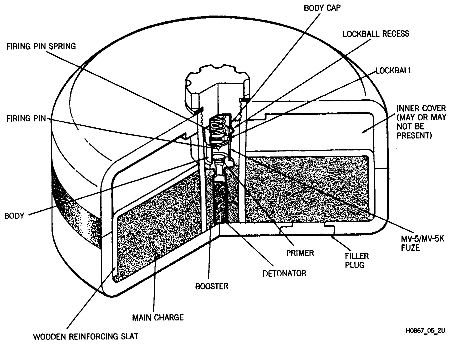 BODY CAP
FIRING PIN SPRING
LOCKBALL RECESS
LOCKBALL
FIRING PIN
INNER COVER
(MAY OR MAY
NOT BE
PRESENT)
BODY
MV-5/MV-5K
FUZE
PRIMER
FILLER
PLUG
DETONATOR
BOOSTER
MAIN CHARGE
WOODEN REINFORCING SLAT
H0867_05_2U